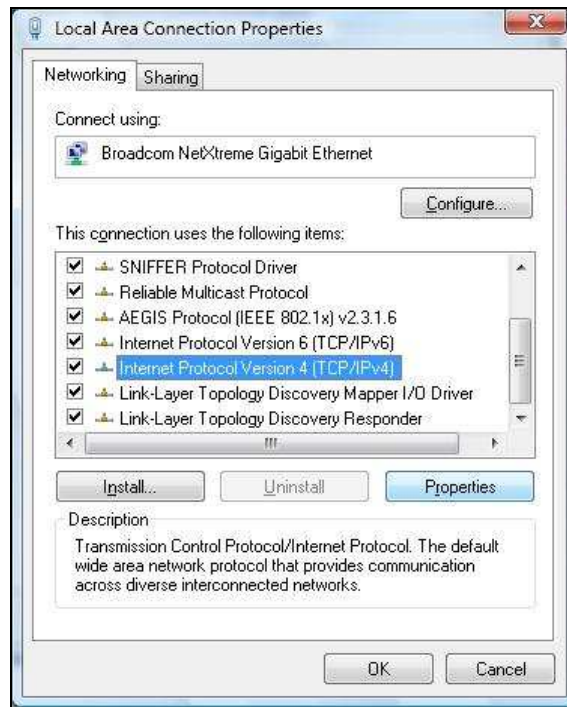 Local Area Connection Properties
Networking
Sharing
Connect using:
Broadcom NetXtreme Gigabit Ethernet
Configure...
This connection uses the following items:
SNIFFER Protocol Driver
Reliable Multicast Protocol
AEGIS Protocol (IEEE 802.1x) v2.3.1.6
Internet Protocol Version 6 (TCP/IPv6)
Internet Protocol Version 4 (TCP/IPv4)
Link-Layer Topology Discovery Mapper I/O Driver
Link-Layer Topology Discovery Responder
Install...
Uninstall
Properties
Description
Transmission Control Protocol/Internet Protocol. The default
wide area network protocol that provides communication
across diverse interconnected networks.
OK
Cancel